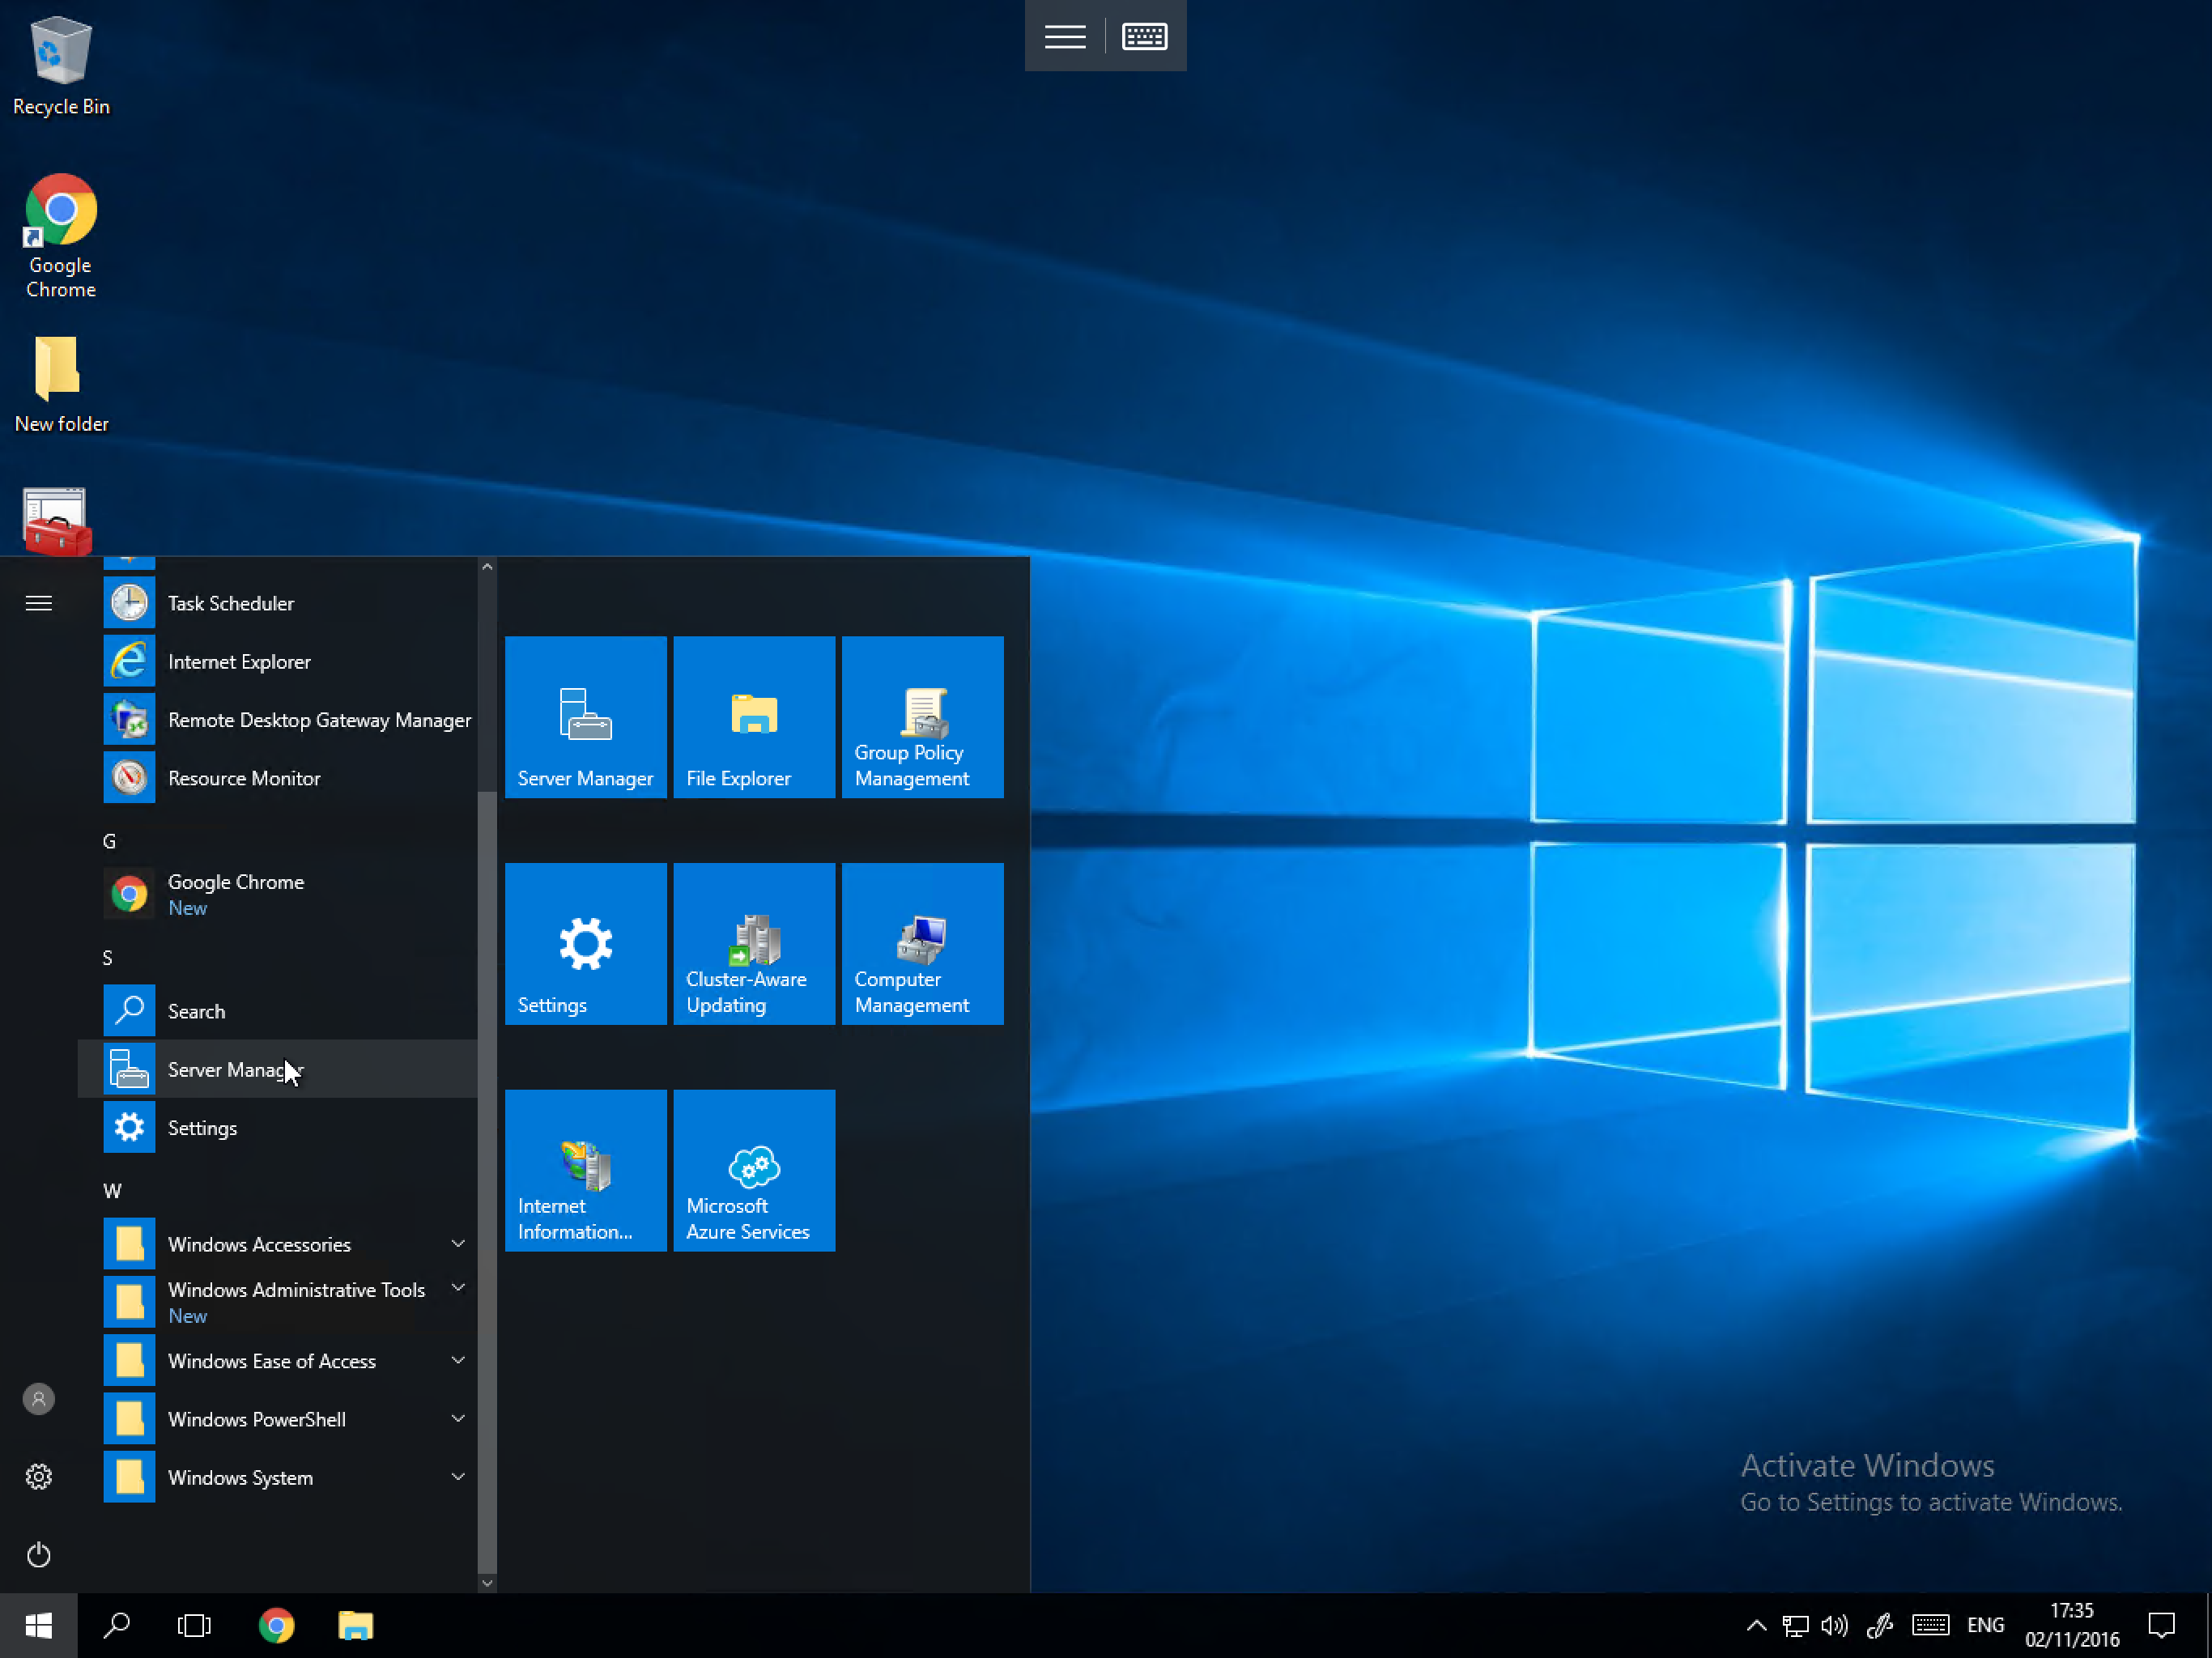 Recycle Bin
Google
Chrome
New folder
Task Scheduler
Internet Explorer
Remote Desktop Gateway Manager
Resource Monitor
G
Google Chrome
New
S
Search
Server Manager
Settings
W
Windows Accessories
Windows Administrative Tools
New
Windows Ease of Access
Windows PowerShell
Windows System
Server Manager
File Explorer
Group Policy
Management
Settings
Cluster-Aware
Updating
Computer
Management
Internet
Information...
Microsoft
Azure Services
Activate Windows
Go to Settings to activate Windows.
ENG
17:35
02/11/2016